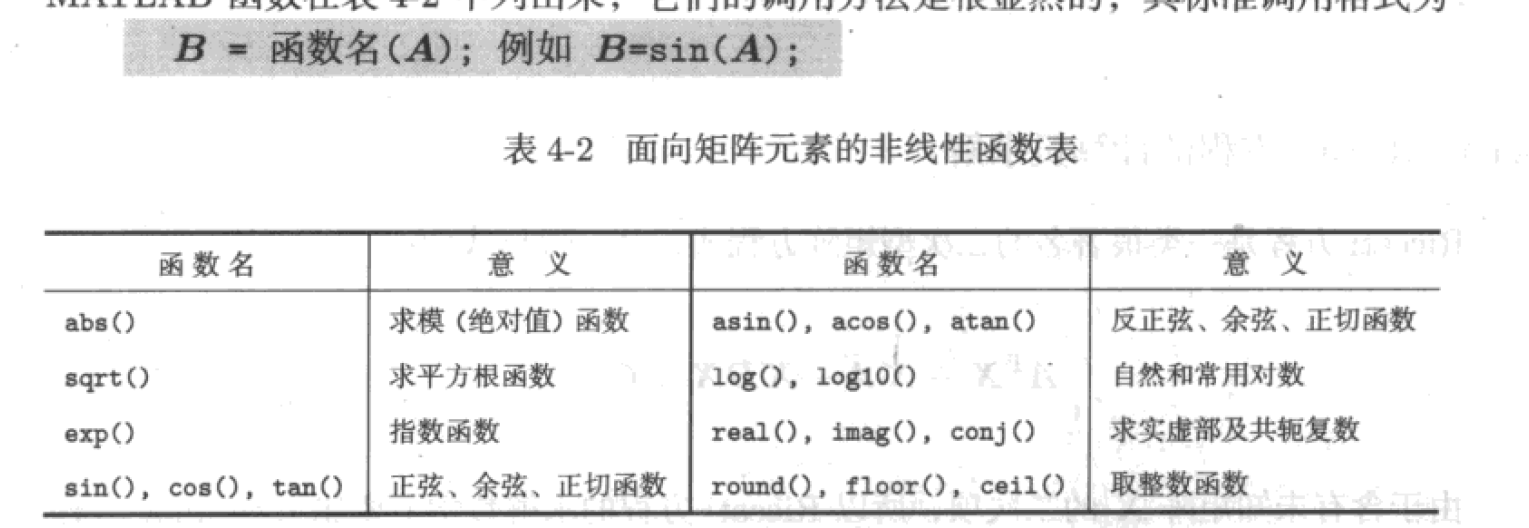 B = 函数名(A); 例如 B=sin(A);
表 4-2 面向矩阵元素的非线性函数表
函 数 名 意 义 函 数 名 意 义
abs() 求模 (绝对值) 函数 asin(), acos(), atan() 反正弦、余弦、正切函数
sqrt() 求平方根函数 log(), log10() 自然和常用对数
exp() 指数函数 real(), imag(), conj() 求实虚部及共轭复数
sin(), cos(), tan() 正弦、余弦、正切函数 round(), floor(), ceil() 取整数函数